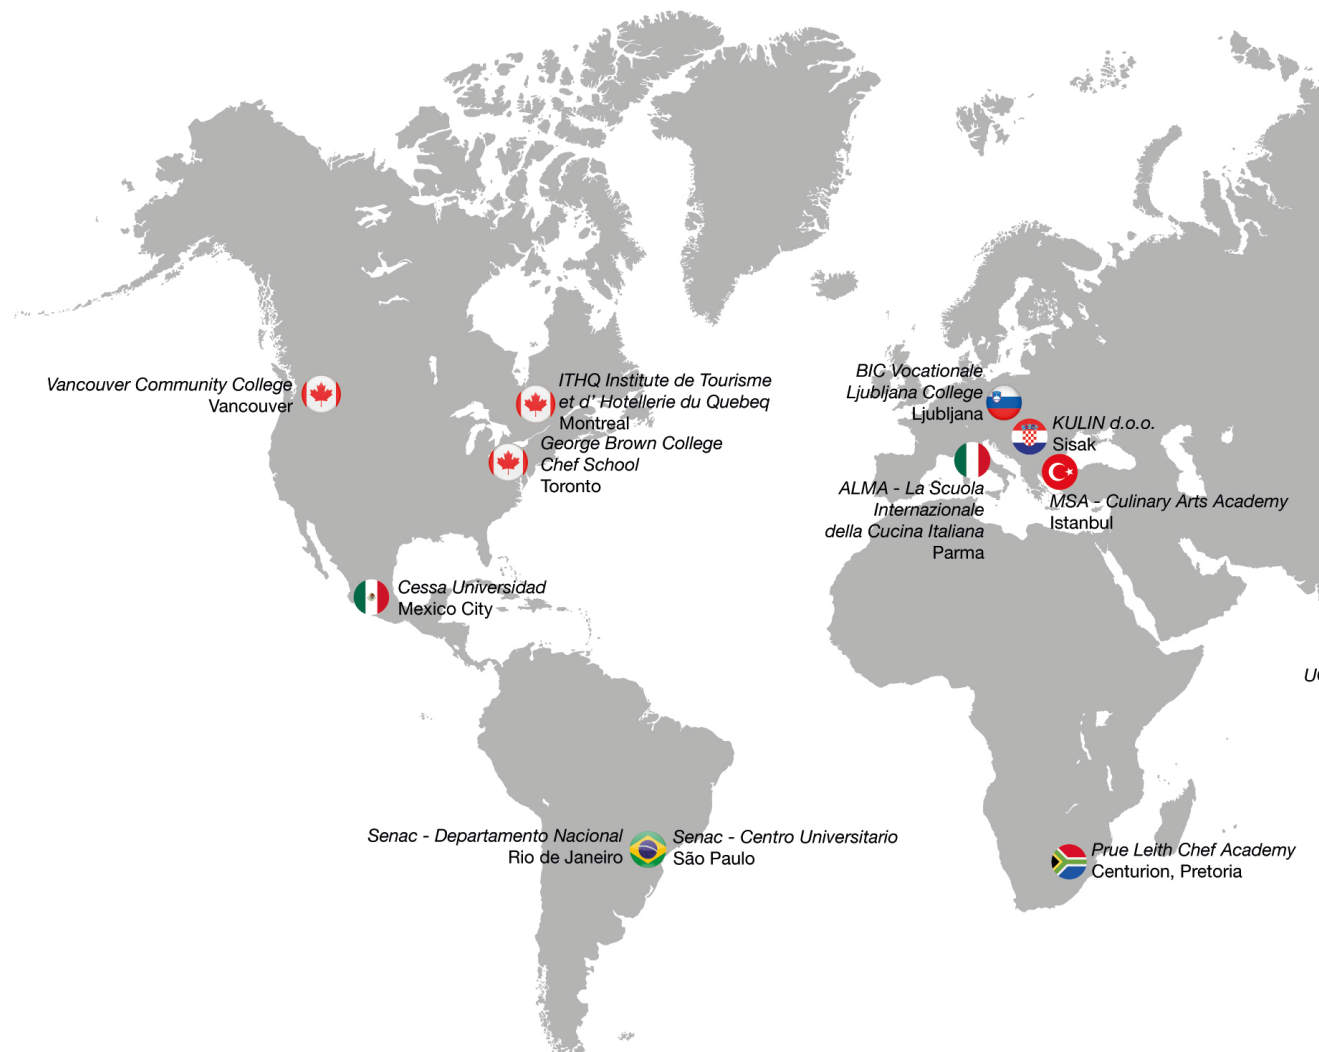 Vancouver Community College
Vancouver
ITHQ Institute de Tourisme
et d' Hotellerie du Quebeq
Montreal
George Brown College
Chef School
Toronto
Cessa Universidad
Mexico City
Senac - Departamento Nacional
Rio de Janeiro
Senac - Centro Universitario
São Paulo
BIC Vocationale
Ljubljana College
Ljubljana
KULIN d.o.o.
Sisak
ALMA - La Scuola
Internazionale
della Cucina Italiana
Parma
MSA - Culinary Arts Academy
Istanbul
Prue Leith Chef Academy
Centurion, Pretoria